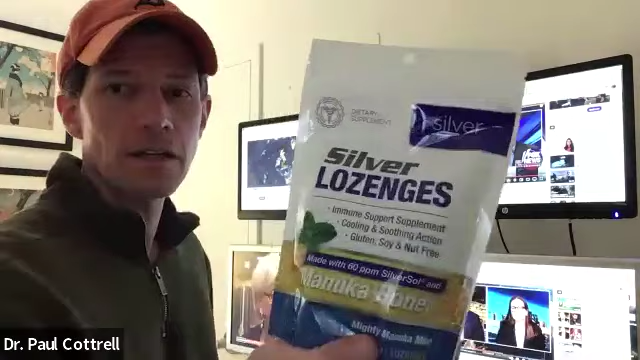 DIETARY
SUPPLEMENT
silver
Silver
LOZENGES
· Immune Support Supplement
· Cooling & Soothing Action
· Gluten, Soy & Nut Free
Made with 60 ppm SilverSol® and
Manuka Hone
Mighty Manuka Mint
Dr. Paul Cottrell